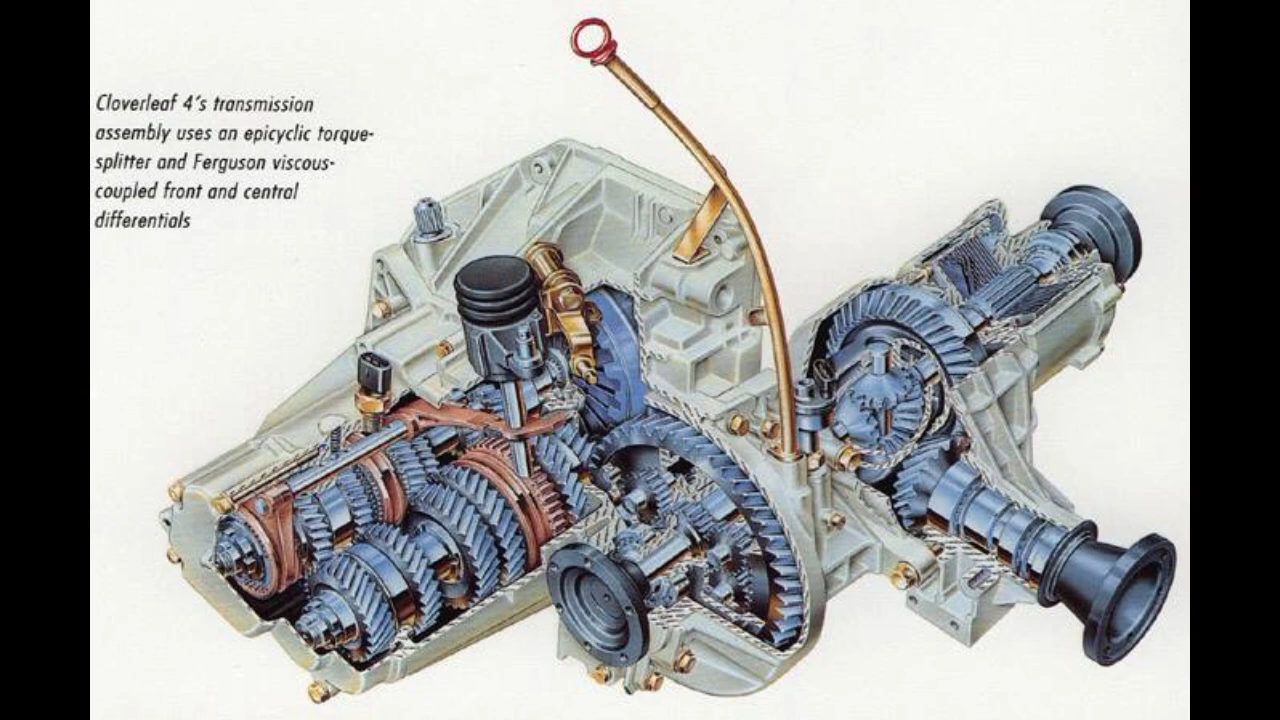 Cloverleaf 4's transmission
assembly uses an epicyclic torque-
splitter and Ferguson viscous-
coupled front and central
differentials